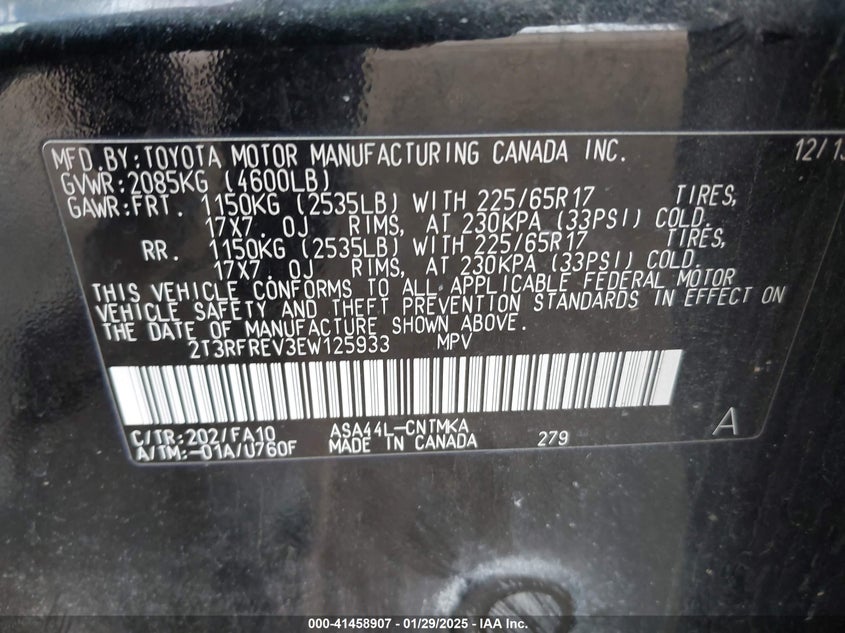 MFD.BY:TOYOTA MOTOR MANUFACTURING CANADA INC. 12/13
GVWR:2085KG (4600LB)
GAWR:FRT. 1150KG (2535LB) WITH 225/65R17 TIRES,
17X7.0J RIMS, AT 230KPA (33PSI) COLD.
RR. 1150KG (2535LB) WITH 225/65R17 TIRES,
17X7.0J RIMS, AT 230KPA (33PSI) COLD.
THIS VEHICLE CONFORMS TO ALL APPLICABLE FEDERAL MOTOR
VEHICLE SAFETY AND THEFT PREVENTION STANDARDS IN EFFECT ON
THE DATE OF MANUFACTURE SHOWN ABOVE.
2T3RFREV3EW125933 MPV
C/TR:202/FA10 ASA44L-CNTMKA
A/TM:-01A/U760F MADE IN CANADA 279 A
000-41458907 - 01/29/2025 - IAA Inc.